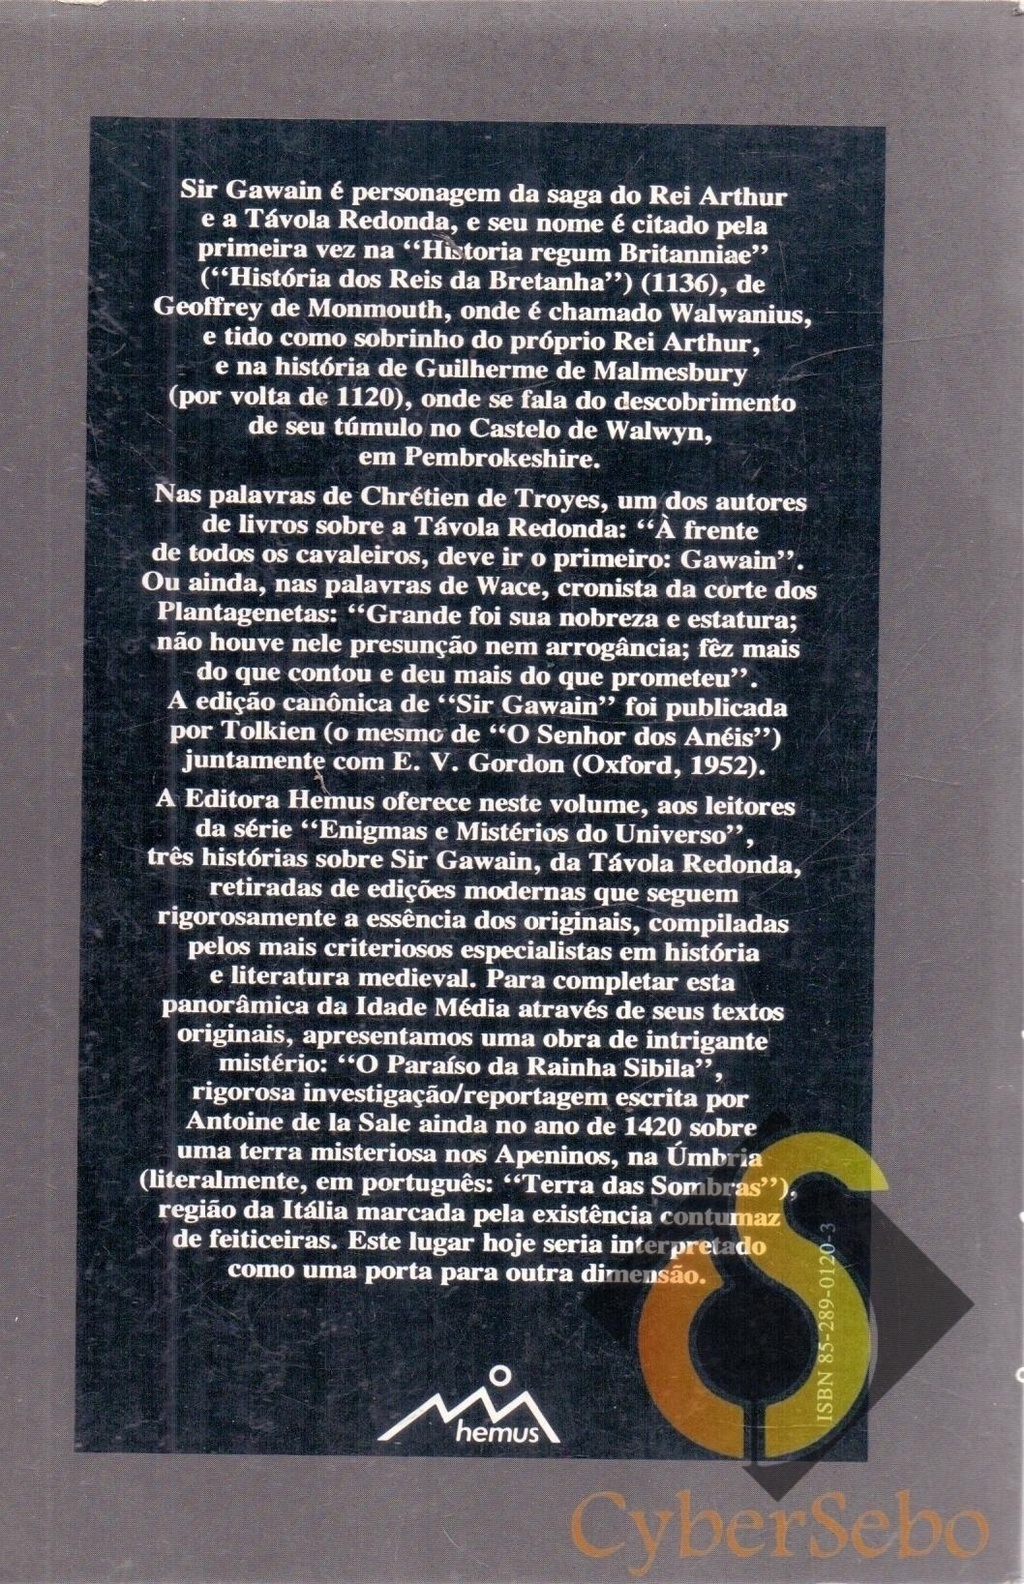 Sir Gawain é personagem da saga do Rei Arthur
e a Távola Redonda, e seu nome é citado pela
primeira vez na “Historia regum Britanniae”
(“História dos Reis da Bretanha”) (1136), de
Geoffrey de Monmouth, onde é chamado Walwanius,
e tido como sobrinho do próprio Rei Arthur,
e na história de Guilherme de Malmesbury
(por volta de 1120), onde se fala do descobrimento
de seu túmulo no Castelo de Walwyn,
em Pembrokeshire.
Nas palavras de Chrétien de Troyes, um dos autores
de livros sobre a Távola Redonda: “À frente
de todos os cavaleiros, deve ir o primeiro: Gawain”.
Ou ainda, nas palavras de Wace, cronista da corte dos
Plantagenetas: “Grande foi sua nobreza e estatura;
não houve nele presunção nem arrogância; fêz mais
do que contou e deu mais do que prometeu”.
A edição canônica de “Sir Gawain” foi publicada
por Tolkien (o mesmo de “O Senhor dos Anéis”)
juntamente com E. V. Gordon (Oxford, 1952).
A Editora Hemus oferece neste volume, aos leitores
da série “Enigmas e Mistérios do Universo”,
três histórias sobre Sir Gawain, da Távola Redonda,
retiradas de edições modernas que seguem
rigorosamente a essência dos originais, compiladas
pelos mais criteriosos especialistas em história
e literatura medieval. Para completar esta
panorâmica da Idade Média através de seus textos
originais, apresentamos uma obra de intrigante
mistério: “O Paraíso da Rainha Sibila”,
rigorosa investigação/reportagem escrita por
Antoine de la Sale ainda no ano de 1420 sobre
uma terra misteriosa nos Apeninos, na Úmbria
(literalmente, em português: “Terra das Sombras”),
região da Itália marcada pela existência contumaz
de feiticeiras. Este lugar hoje seria interpretado
como uma porta para outra dimensão.
ISBN 85-289-0120-3
hemus
CyberSebo